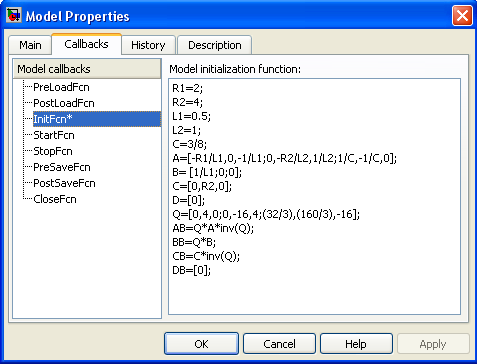 Model Properties
Main Callbacks History Description
Model callbacks
PreLoadFcn
PostLoadFcn
InitFcn*
StartFcn
StopFcn
PreSaveFcn
PostSaveFcn
CloseFcn
Model initialization function:
R1=2;
R2=4;
L1=0.5;
L2=1;
C=3/8;
A=[-R1/L1,0,-1/L1;0,-R2/L2,1/L2;1/C,-1/C,0];
B= [1/L1;0;0];
C=[0,R2,0];
D=[0];
Q=[0,4,0;0,-16,4;(32/3),(160/3),-16];
AB=Q*A*inv(Q);
BB=Q*B;
CB=C*inv(Q);
DB=[0];
OK Cancel Help Apply